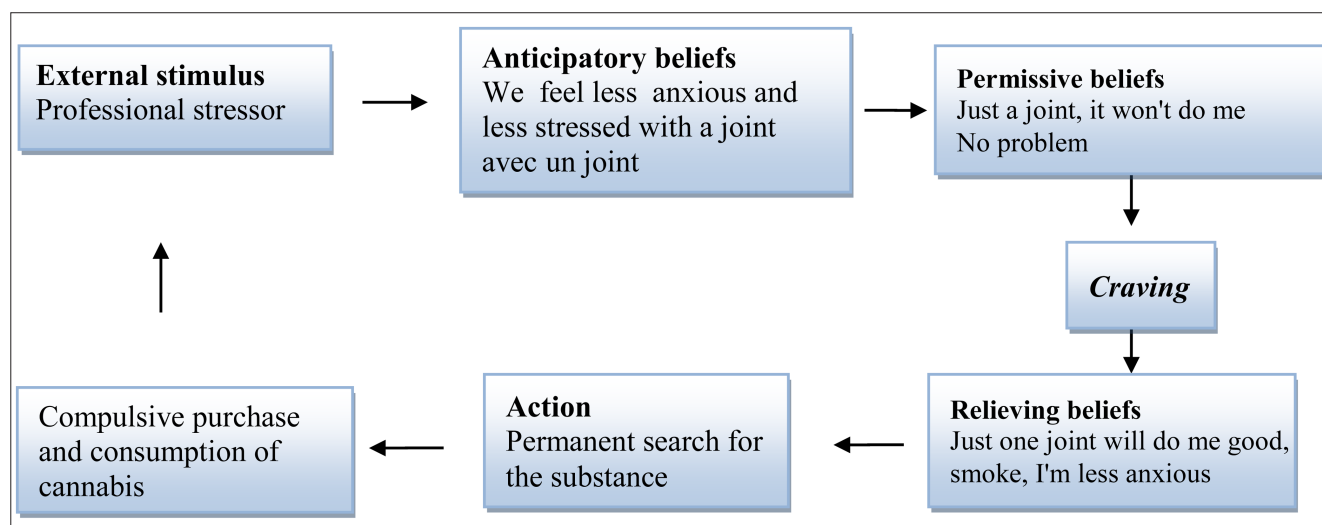 External stimulus
Professional stressor
Anticipatory beliefs
We feel less anxious and
less stressed with a joint
avec un joint
Permissive beliefs
Just a joint, it won't do me
No problem
Craving
Relieving beliefs
Just one joint will do me good,
smoke, I'm less anxious
Action
Permanent search for
the substance
Compulsive purchase
and consumption of
cannabis